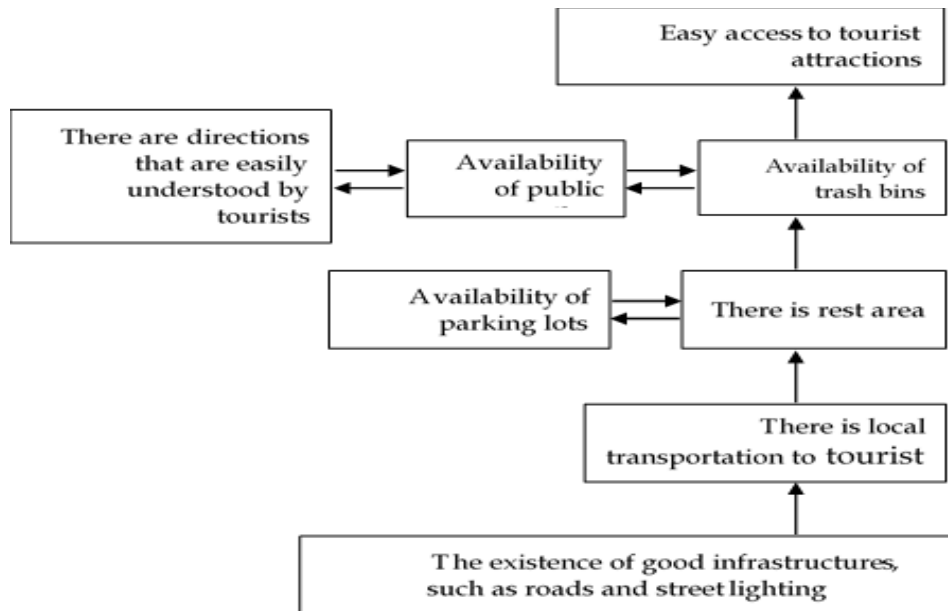 Easy access to tourist
attractions
There are directions
that are easily
understood by
tourists
Availability
of public
Availability of
trash bins
Availability of
parking lots
There is rest area
There is local
transportation to tourist
The existence of good infrastructures,
such as roads and street lighting